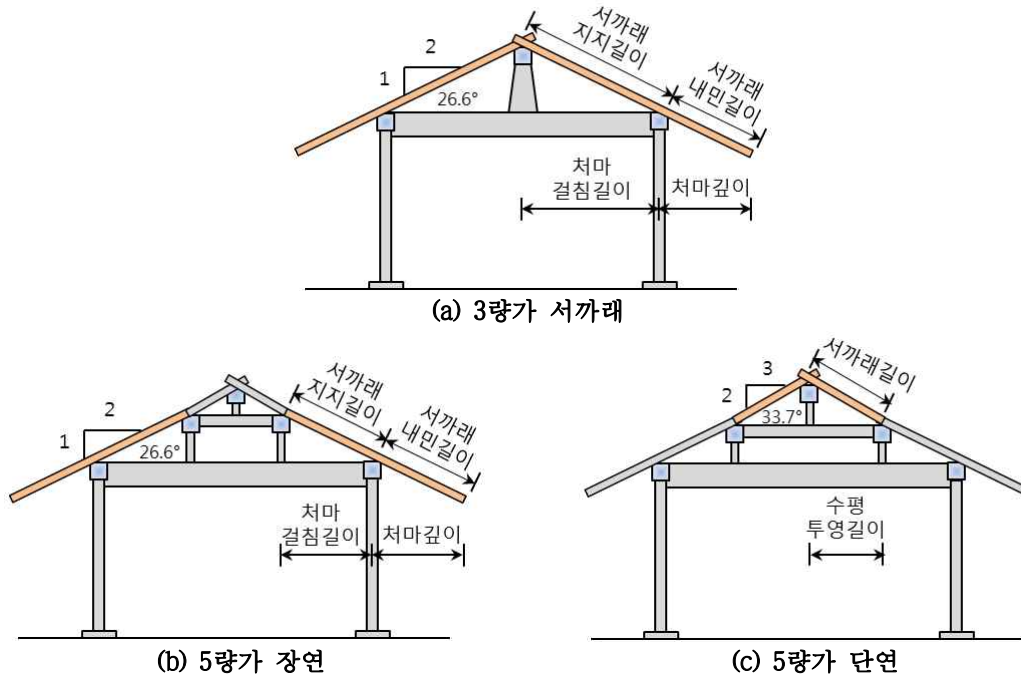 2
1
26.6°
서까래
지지길이
서까래
내민길이
처마
걸침길이
처마깊이
(a) 3량가 서까래
2
1
26.6°
서까래
지지길이
서까래
내민길이
처마
걸침길이
처마깊이
(b) 5량가 장연
3
2
33.7°
서까래길이
수평
투영길이
(c) 5량가 단연